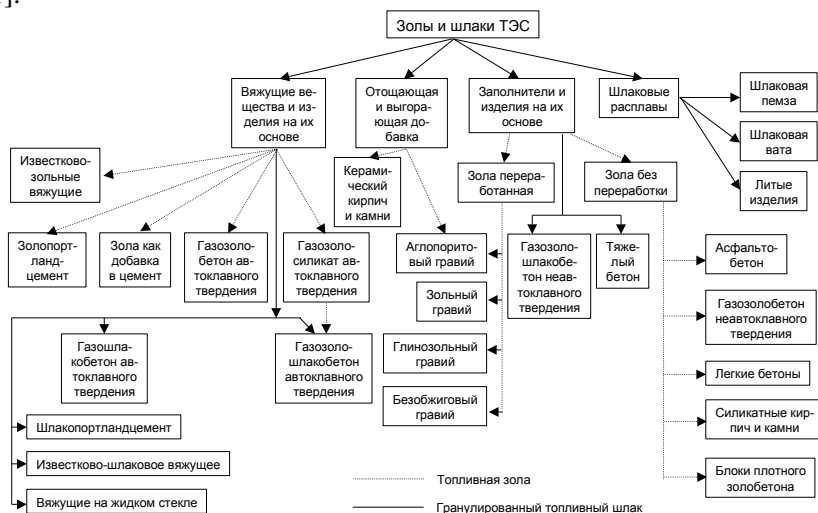 ].
Золы и шлаки ТЭС
Вяжущие ве-
щества и из-
делия на их
основе
Отощающая
и выгораю-
ющая до-
бавка
Заполнители и
изделия на их
основе
Шлаковые
расплавы
Шлаковая
пемза
Шлаковая
вата
Литые
изделия
Известково-
зольные
вяжущие
Керами-
ческий
кирпич
и камни
Зола перера-
ботанная
Зола без
переработки
Золопорт-
ланд-
цемент
Зола как
добавка
в цемент
Газозоло-
бетон ав-
токлавного
твердения
Газозоло-
силикат ав-
токлавного
твердения
Аглопорито-
вый гравий
Газозоло-
шлакобе-
тон неав-
токлавного
твердения
Тяже-
лый
бетон
Асфальто-
бетон
Зольный
гравий
Газозолобетон
неавтоклавного
твердения
Газошла-
кобетон ав-
токлавного
твердения
Газозоло-
шлакобетон
автоклавного
твердения
Глинозольный
гравий
Легкие бетоны
Безобжиговый
гравий
Силикатные кир-
пич и камни
Шлакопортландцемент
Известково-шлаковое вяжущее
Вяжущие на жидком стекле
Блоки плотного
золобетона
Топливная зола
Гранулированный топливный шлак